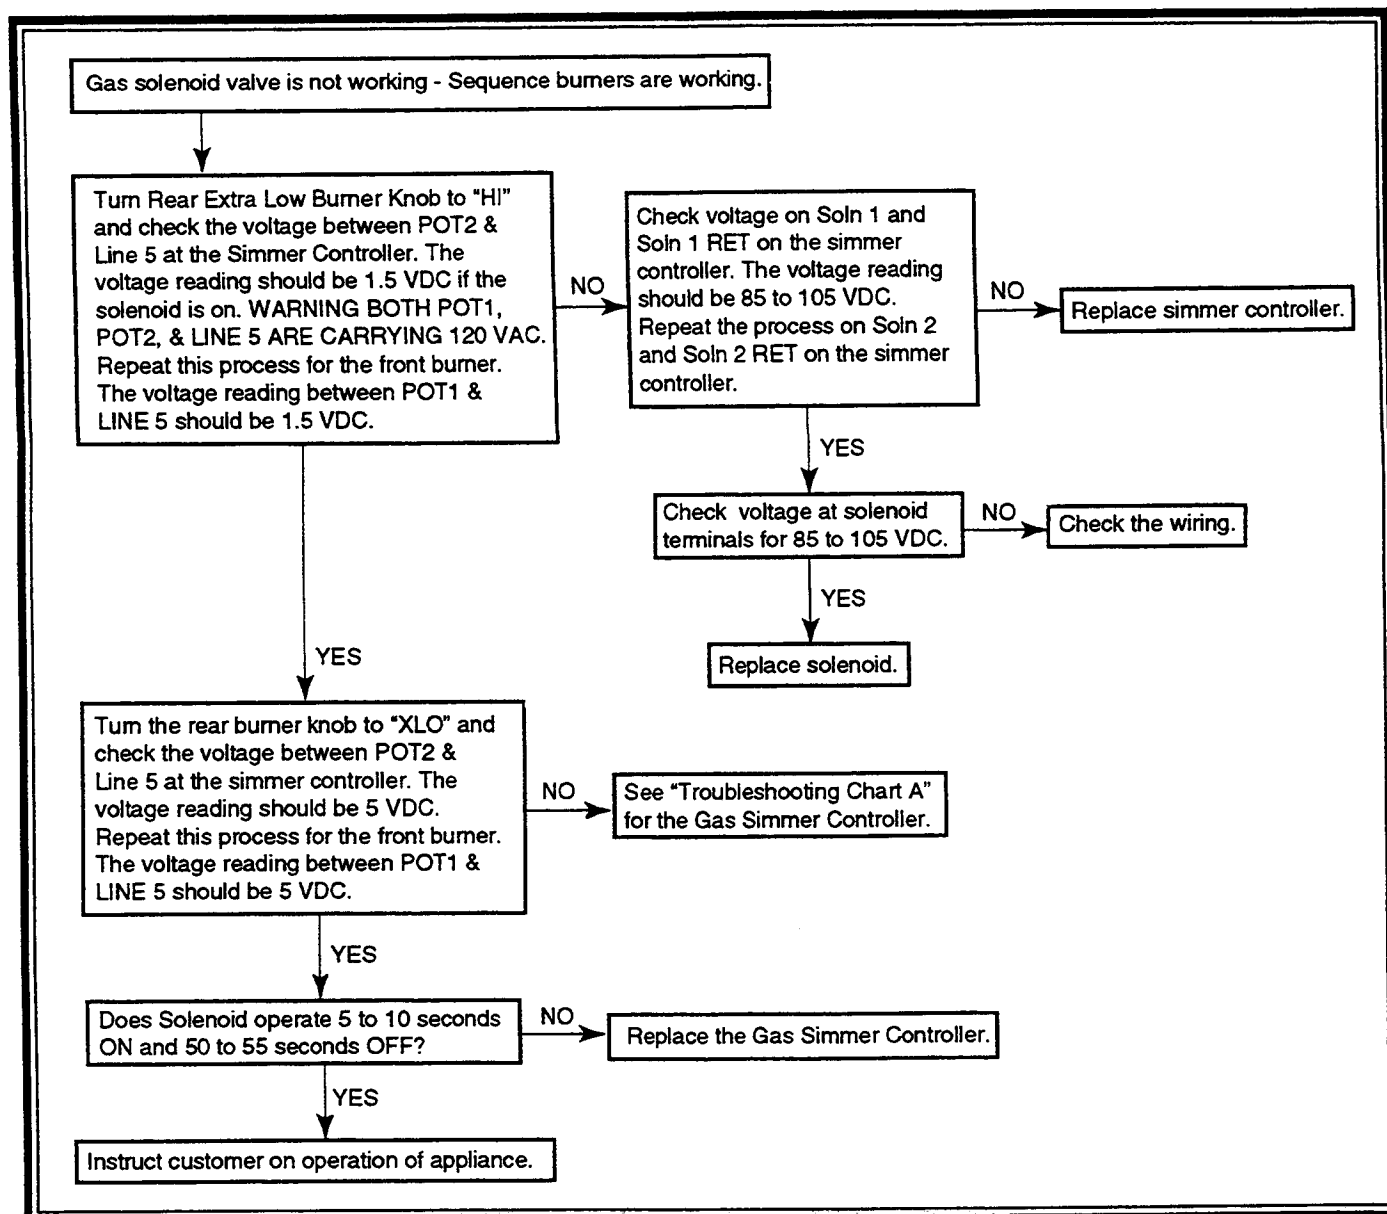 Gas solenoid valve is not working - Sequence burners are working.
Turn Rear Extra Low Burner Knob to “HI”
and check the voltage between POT2 &
Line 5 at the Simmer Controller. The
voltage reading should be 1.5 VDC if the
solenoid is on. WARNING BOTH POT1,
POT2, & LINE 5 ARE CARRYING 120 VAC.
Repeat this process for the front burner.
The voltage reading between POT1 &
LINE 5 should be 1.5 VDC.
NO
Check voltage on Soln 1 and
Soln 1 RET on the simmer
controller. The voltage reading
should be 85 to 105 VDC.
Repeat the process on Soln 2
and Soln 2 RET on the simmer
controller.
NO
Replace simmer controller.
YES
Check voltage at solenoid
terminals for 85 to 105 VDC.
NO
Check the wiring.
YES
Replace solenoid.
YES
Turn the rear burner knob to “XLO” and
check the voltage between POT2 &
Line 5 at the simmer controller. The
voltage reading should be 5 VDC.
Repeat this process for the front burner.
The voltage reading between POT1 &
LINE 5 should be 5 VDC.
NO
See “Troubleshooting Chart A”
for the Gas Simmer Controller.
YES
Does Solenoid operate 5 to 10 seconds
ON and 50 to 55 seconds OFF?
NO
Replace the Gas Simmer Controller.
YES
Instruct customer on operation of appliance.